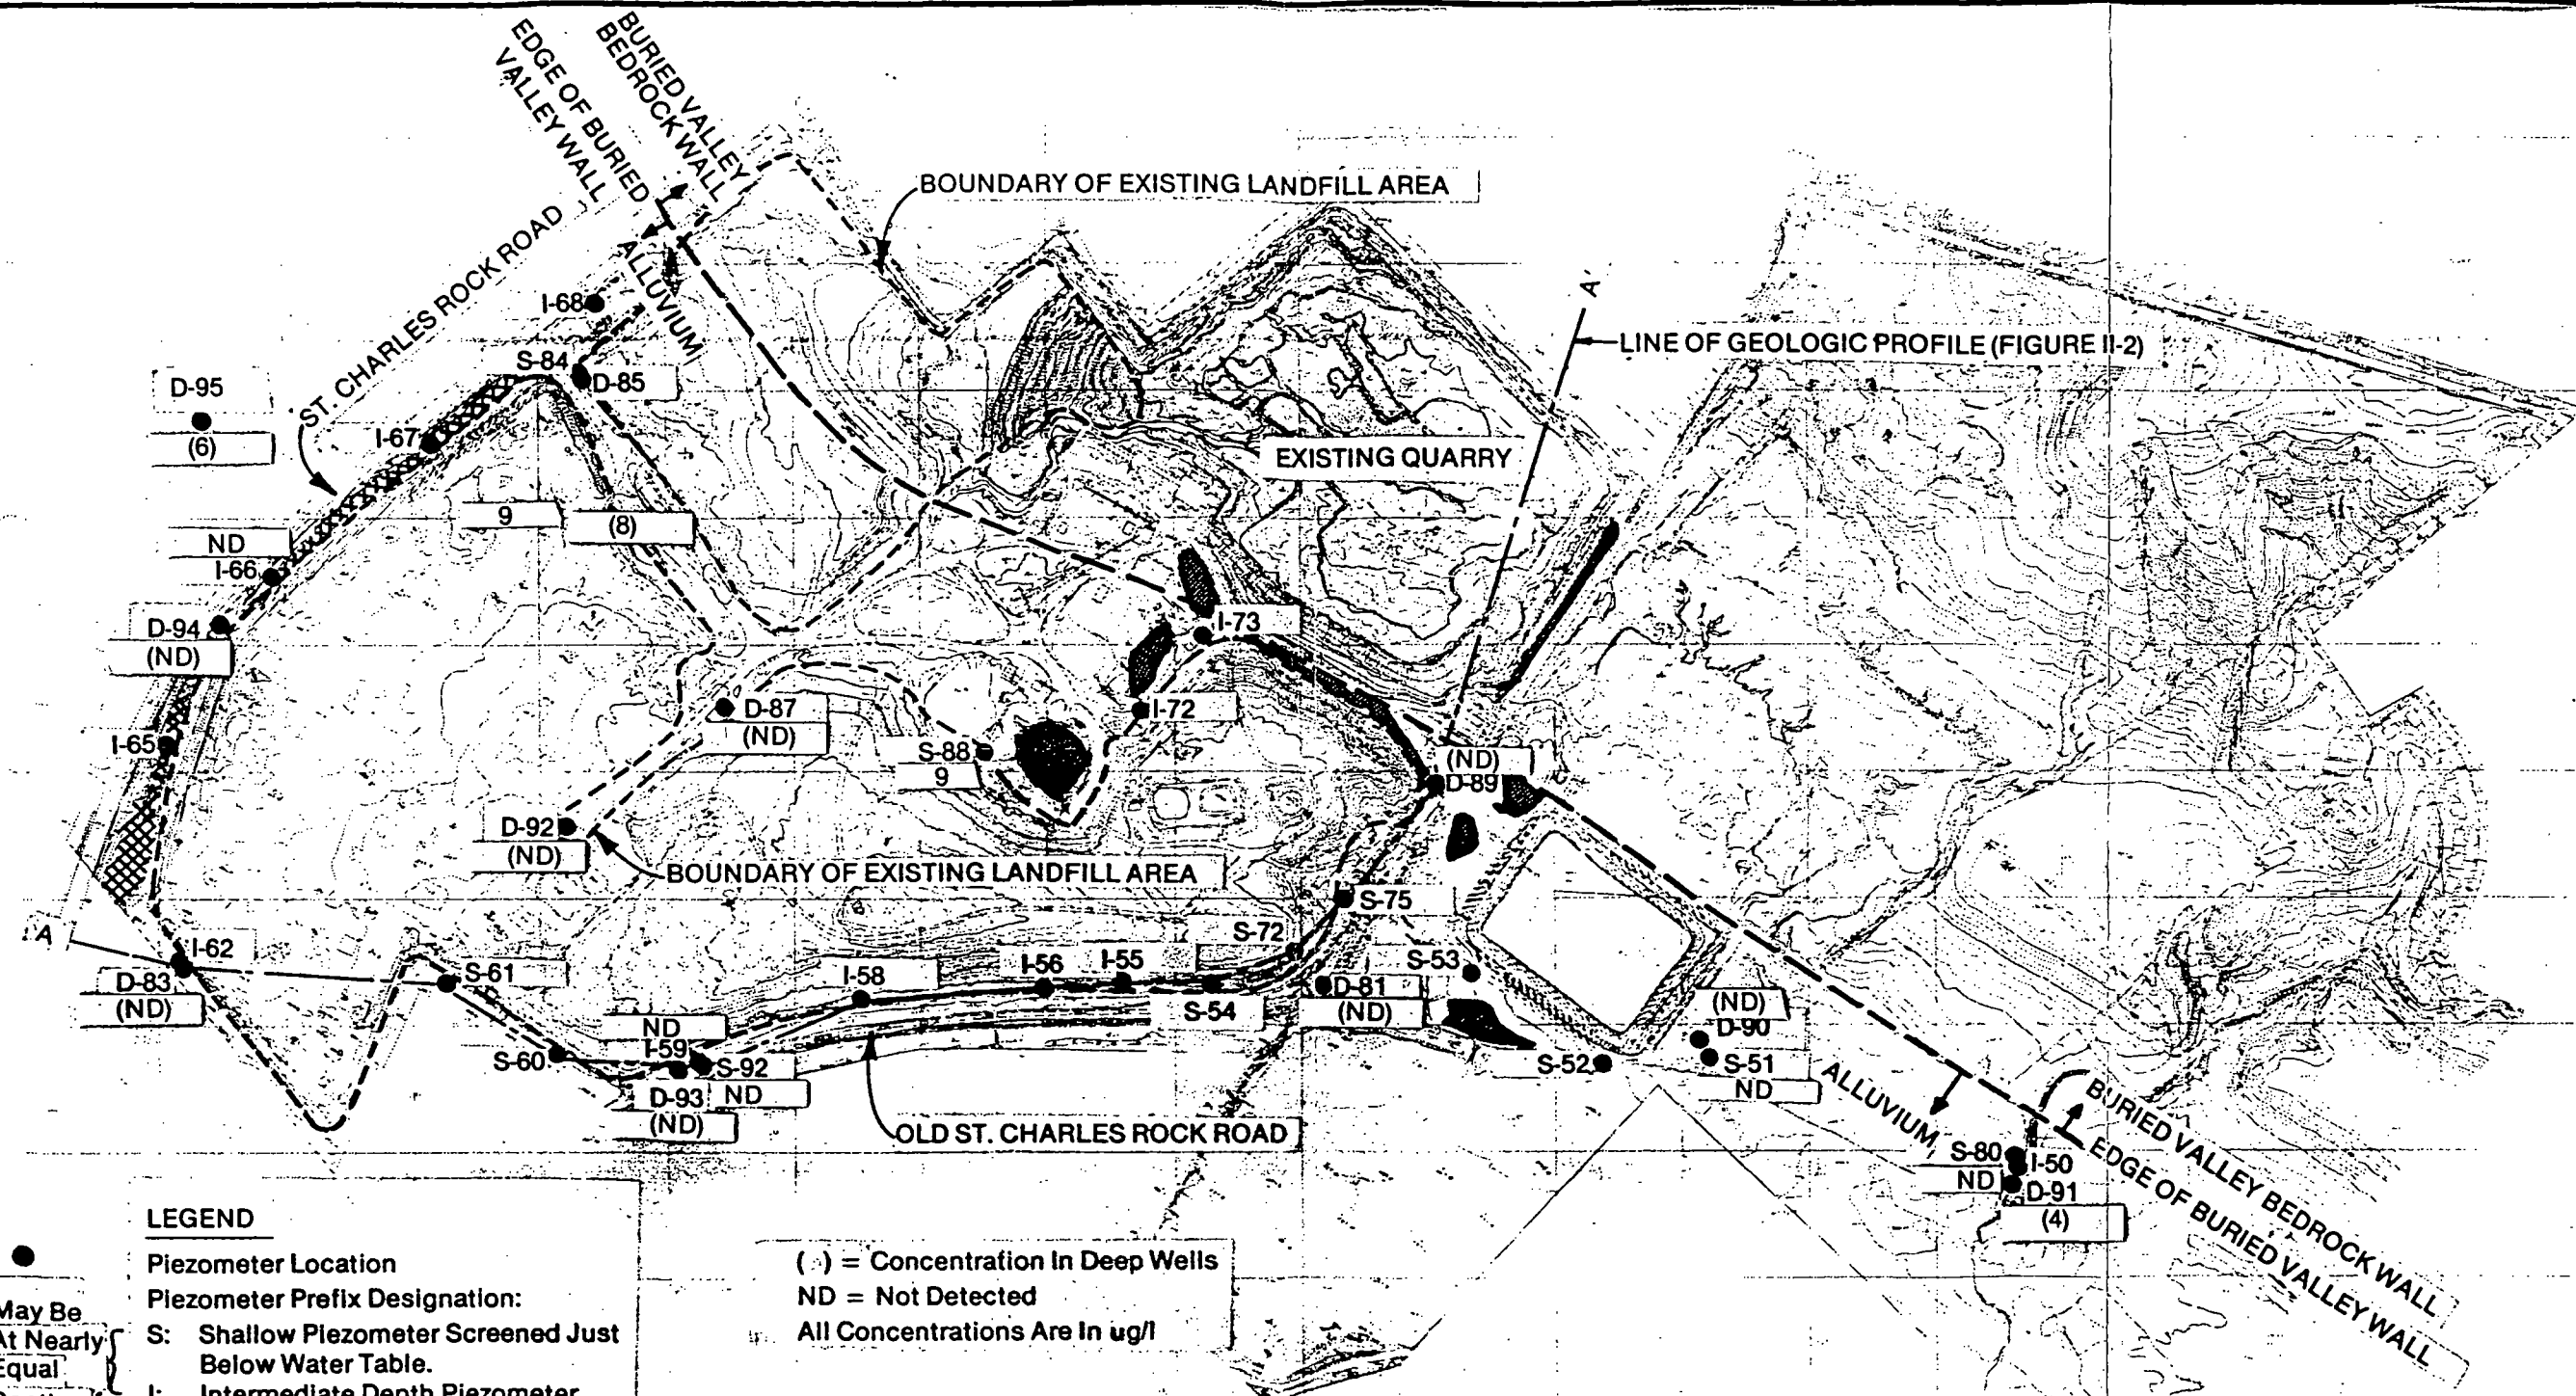 BURIED VALLEY
BEDROCK WALL
EDGE OF BURIED
VALLEY WALL
ALLUVIUM
ST. CHARLES ROCK ROAD
BOUNDARY OF EXISTING LANDFILL AREA
A'
LINE OF GEOLOGIC PROFILE (FIGURE II-2)
I-68
S-84
D-85
D-95
(6)
I-67
EXISTING QUARRY
9
(8)
ND
I-66
D-94
(ND)
I-73
I-65
D-87
(ND)
I-72
S-88
9
(ND)
D-89
D-92
(ND)
BOUNDARY OF EXISTING LANDFILL AREA
S-75
A
I-62
D-83
(ND)
S-61
I-58
I-56
I-55
S-72
S-54
S-53
D-81
(ND)
(ND)
D-90
S-51
ND
S-52
ND
I-59
S-60
S-92
ND
D-93
(ND)
OLD ST. CHARLES ROCK ROAD
ALLUVIUM
BURIED VALLEY BEDROCK WALL
EDGE OF BURIED VALLEY WALL
S-80
ND
I-50
D-91
(4)
LEGEND
Piezometer Location
Piezometer Prefix Designation:
May Be
At Nearly
Equal
S: Shallow Piezometer Screened Just
Below Water Table.
I: Intermediate Depth Piezometer
( ) = Concentration In Deep Wells
ND = Not Detected
All Concentrations Are In ug/l